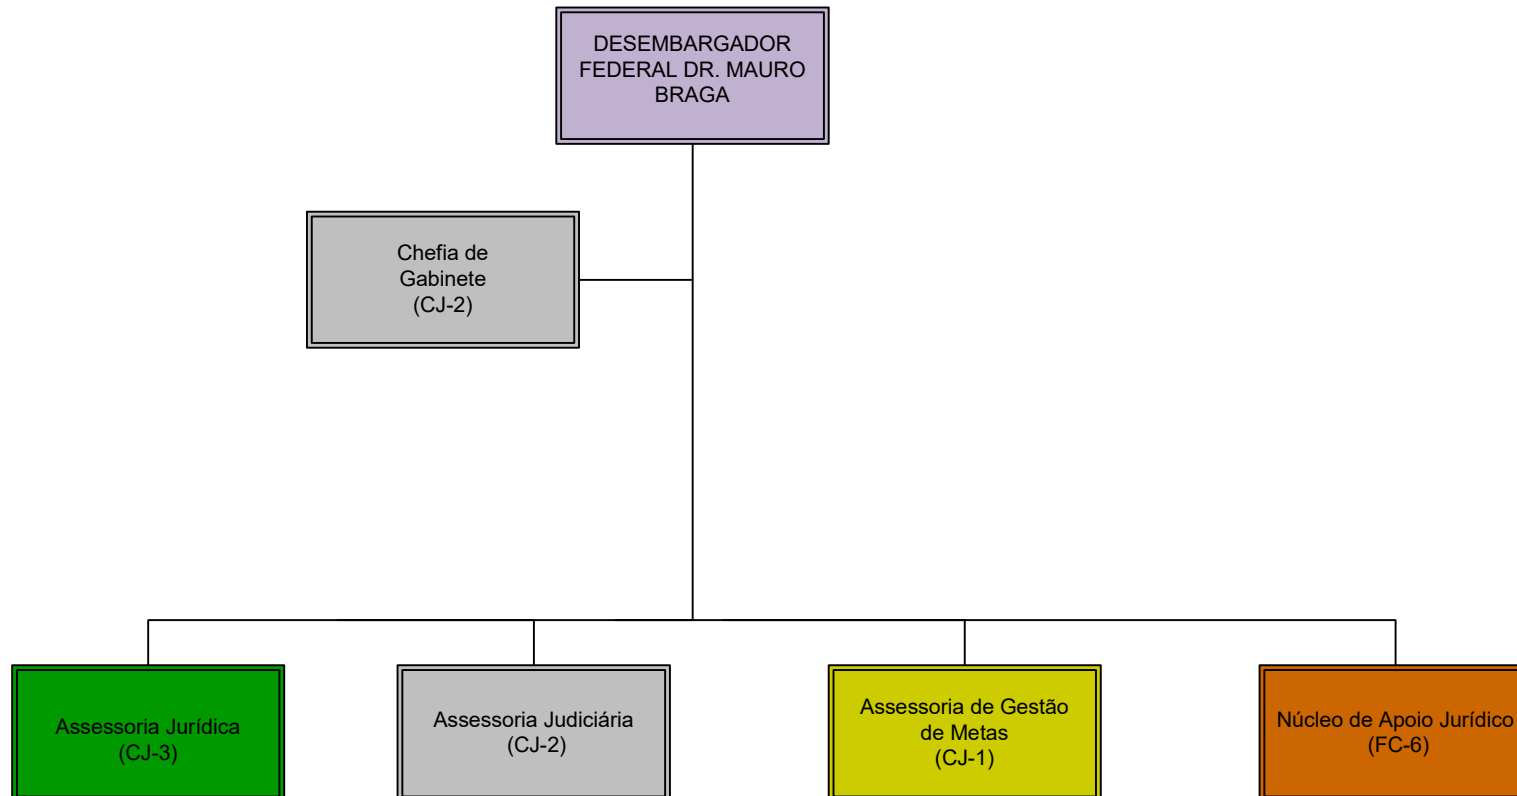 DESEMBARGADOR
FEDERAL DR. MAURO
BRAGA
Chefia de
Gabinete
(CJ-2)
Assessoria Jurídica
(CJ-3)
Assessoria Judiciária
(CJ-2)
Assessoria de Gestão
de Metas
(CJ-1)
Núcleo de Apoio Jurídico
(FC-6)